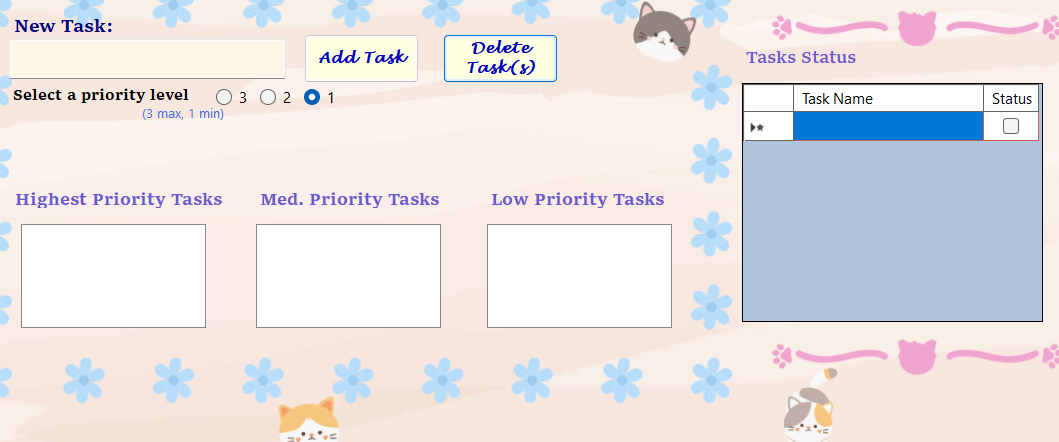 New Task:
Add Task
Delete
Task(s)
Tasks Status
Select a priority level
3
2
1
(3 max, 1 min)
Task Name
Status
Highest Priority Tasks
Med. Priority Tasks
Low Priority Tasks